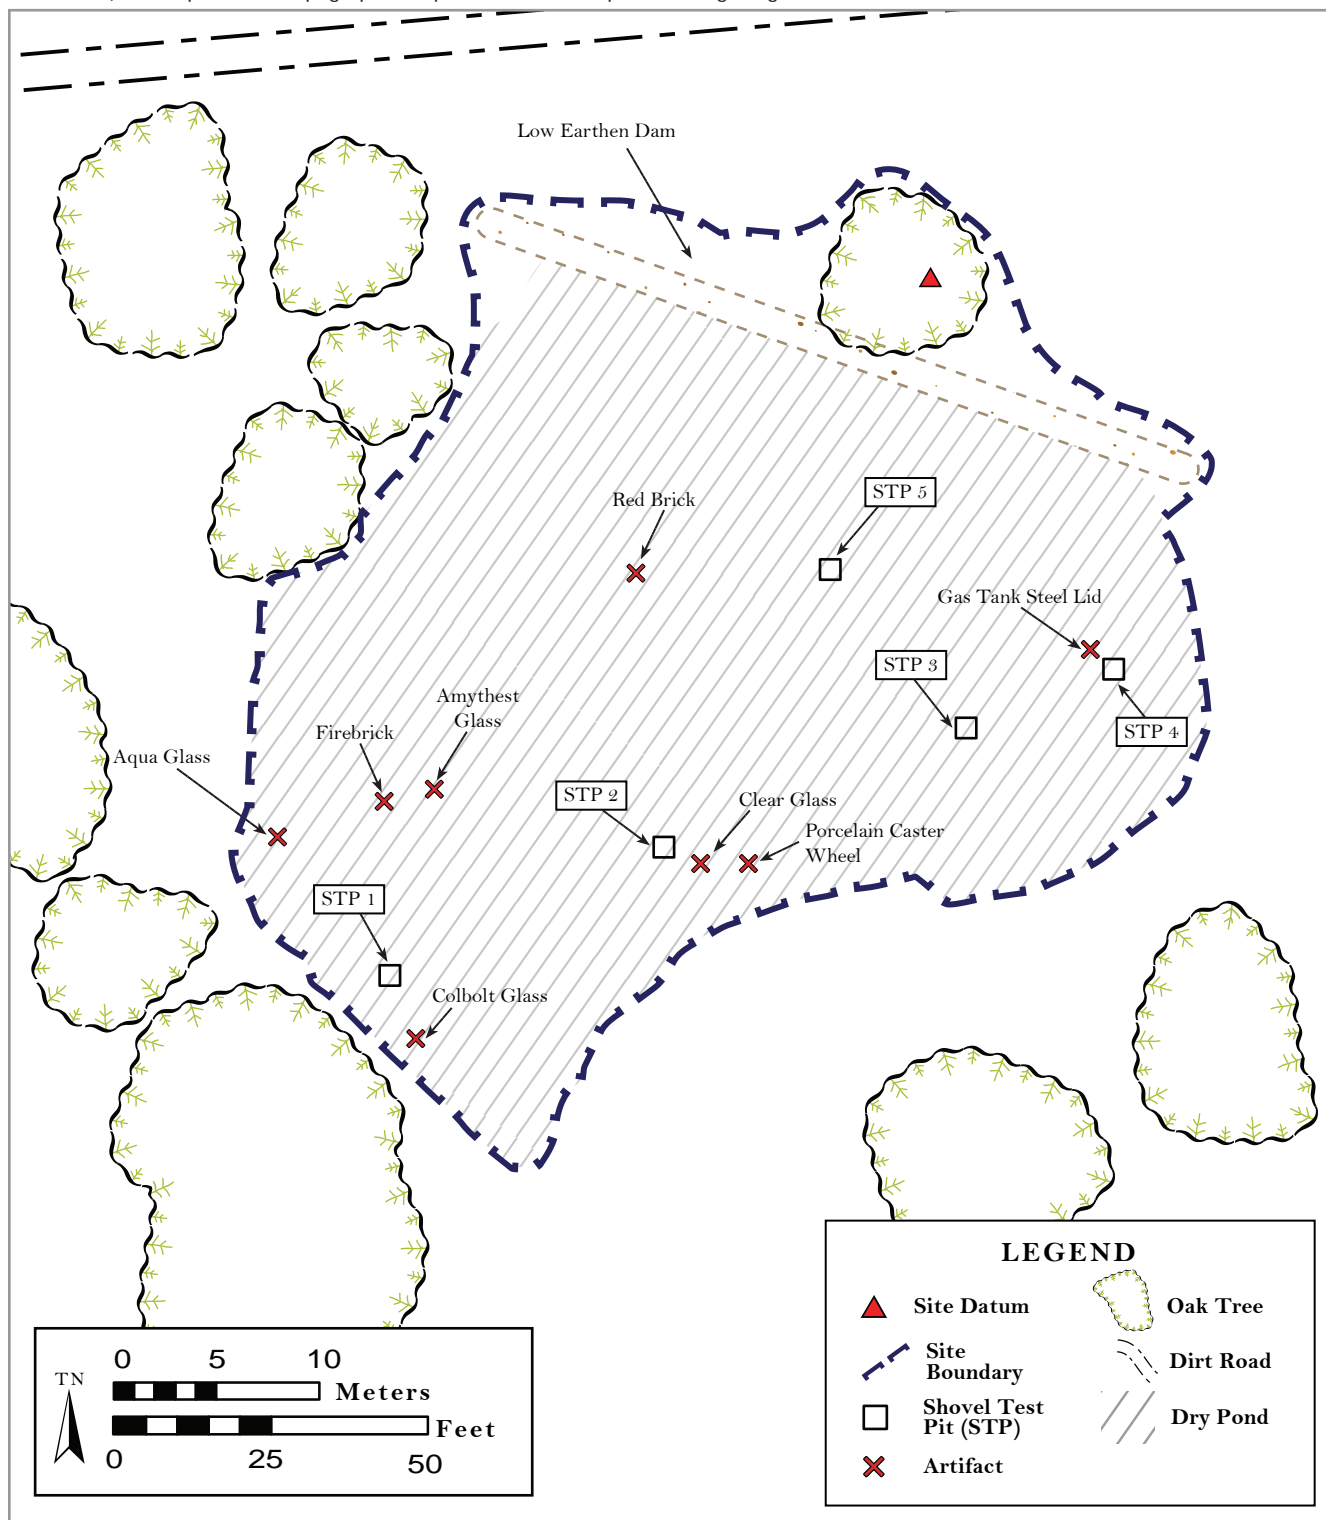 Low Earthen Dam
Red Brick
STP 5
Gas Tank Steel Lid
STP 3
STP 4
Amythest
Glass
Firebrick
Aqua Glass
STP 2
Clear Glass
Porcelain Caster
Wheel
STP 1
Colbolt Glass
LEGEND
Site Datum
Oak Tree
Site
Boundary
Dirt Road
Shovel Test
Pit (STP)
Dry Pond
Artifact
TN
0 5 10
Meters
Feet
0 25 50